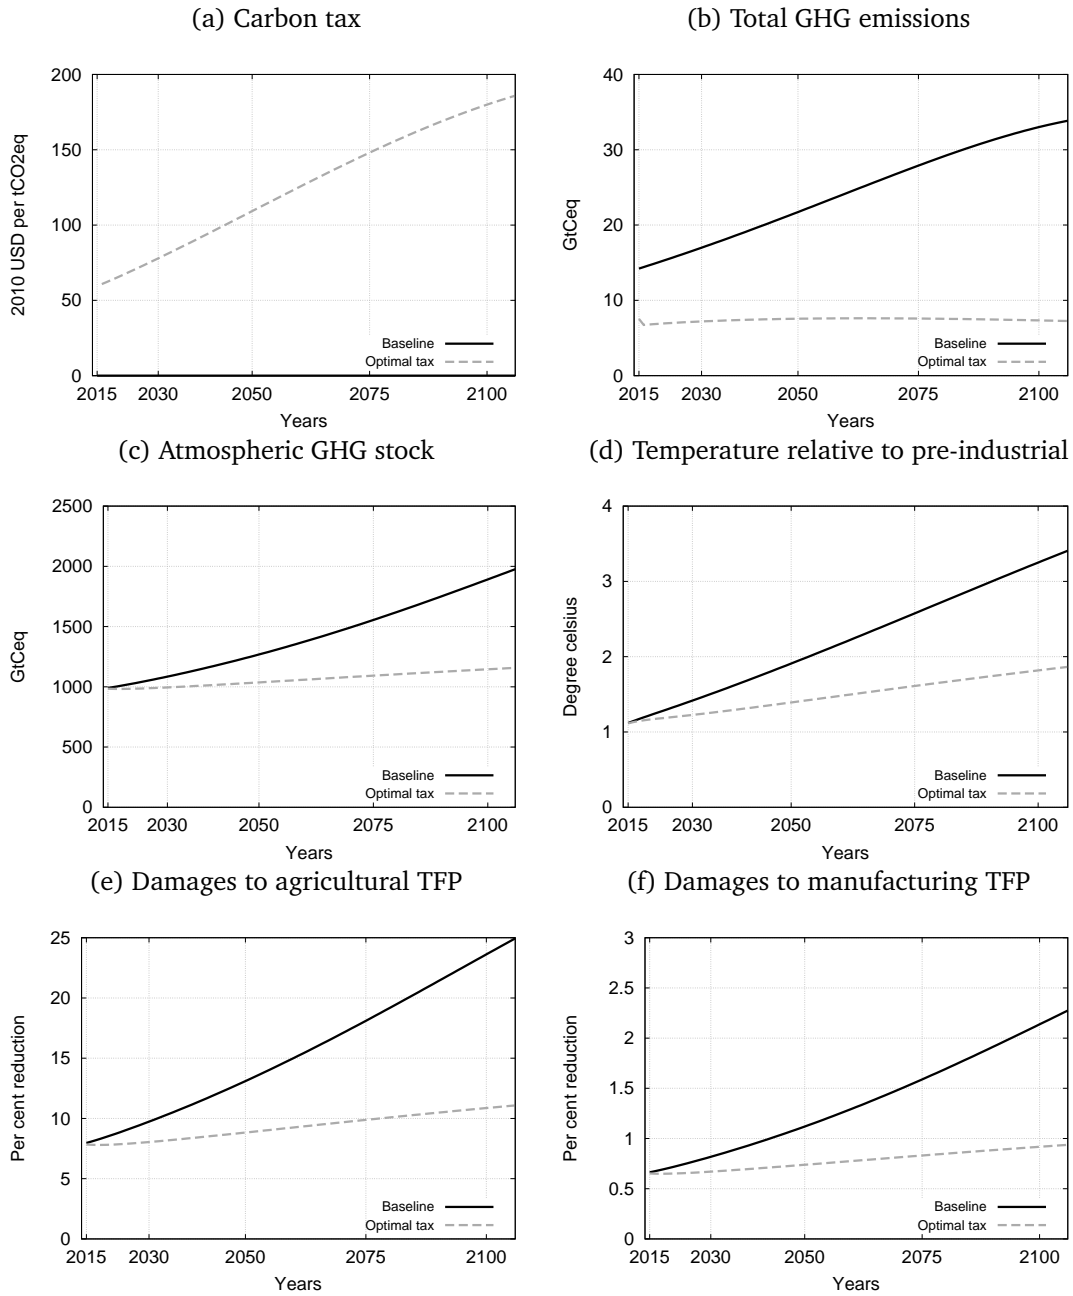 (a) Carbon tax
200
150
100
50
0
2010 USD per tCO2eq
Baseline
Optimal tax
2015 2030 2050 2075 2100
Years
(b) Total GHG emissions
40
30
20
10
0
GtCeq
Baseline
Optimal tax
2015 2030 2050 2075 2100
Years
(c) Atmospheric GHG stock
2500
2000
1500
1000
500
0
GtCeq
Baseline
Optimal tax
2015 2030 2050 2075 2100
Years
(d) Temperature relative to pre-industrial
4
3
2
1
0
Degree celsius
Baseline
Optimal tax
2015 2030 2050 2075 2100
Years
(e) Damages to agricultural TFP
25
20
15
10
5
0
Per cent reduction
Baseline
Optimal tax
2015 2030 2050 2075 2100
Years
(f) Damages to manufacturing TFP
3
2.5
2
1.5
1
0.5
0
Per cent reduction
Baseline
Optimal tax
2015 2030 2050 2075 2100
Years